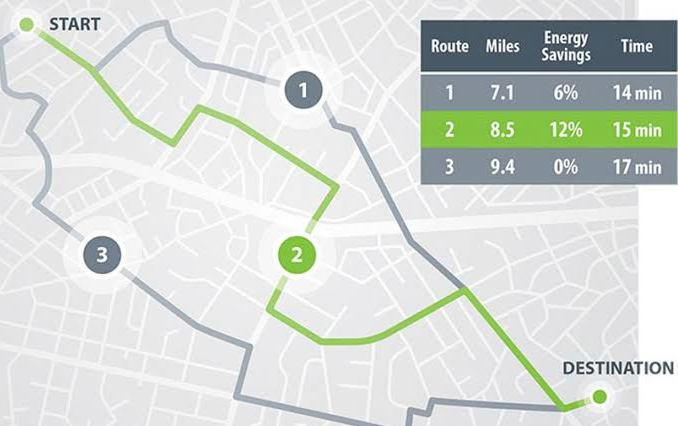 START
Route Miles Energy Savings Time
1 7.1 6% 14 min
2 8.5 12% 15 min
3 9.4 0% 17 min
1
2
3
DESTINATION